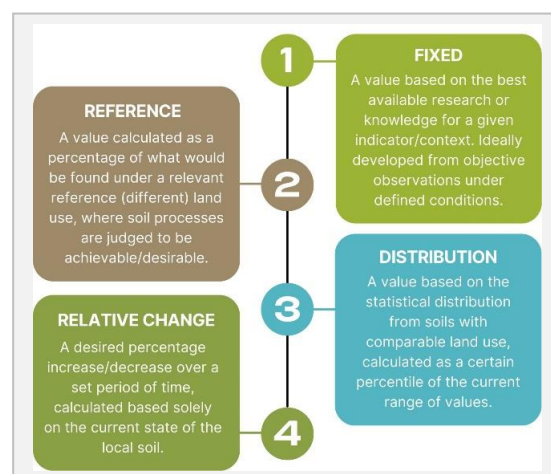 1
FIXED
A value based on the best
available research or
knowledge for a given
indicator/context. Ideally
developed from objective
observations under
defined conditions.
REFERENCE
A value calculated as a
percentage of what would
be found under a relevant
reference (different) land
use, where soil processes
are judged to be
achievable/desirable.
2
3
DISTRIBUTION
A value based on the
statistical distribution
from soils with
comparable land use,
calculated as a certain
percentile of the current
range of values.
RELATIVE CHANGE
A desired percentage
increase/decrease over a
set period of time,
calculated based solely
on the current state of the
local soil.
4